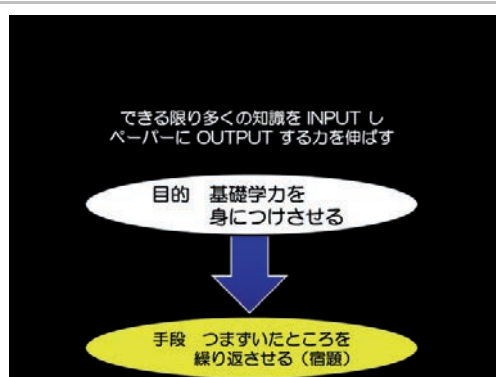 できる限り多くの知識を INPUT し
ペーパーに OUTPUT する力を伸ばす
目的 基礎学力を
身につけさせる
手段 つまずいたところを
繰り返させる（宿題）